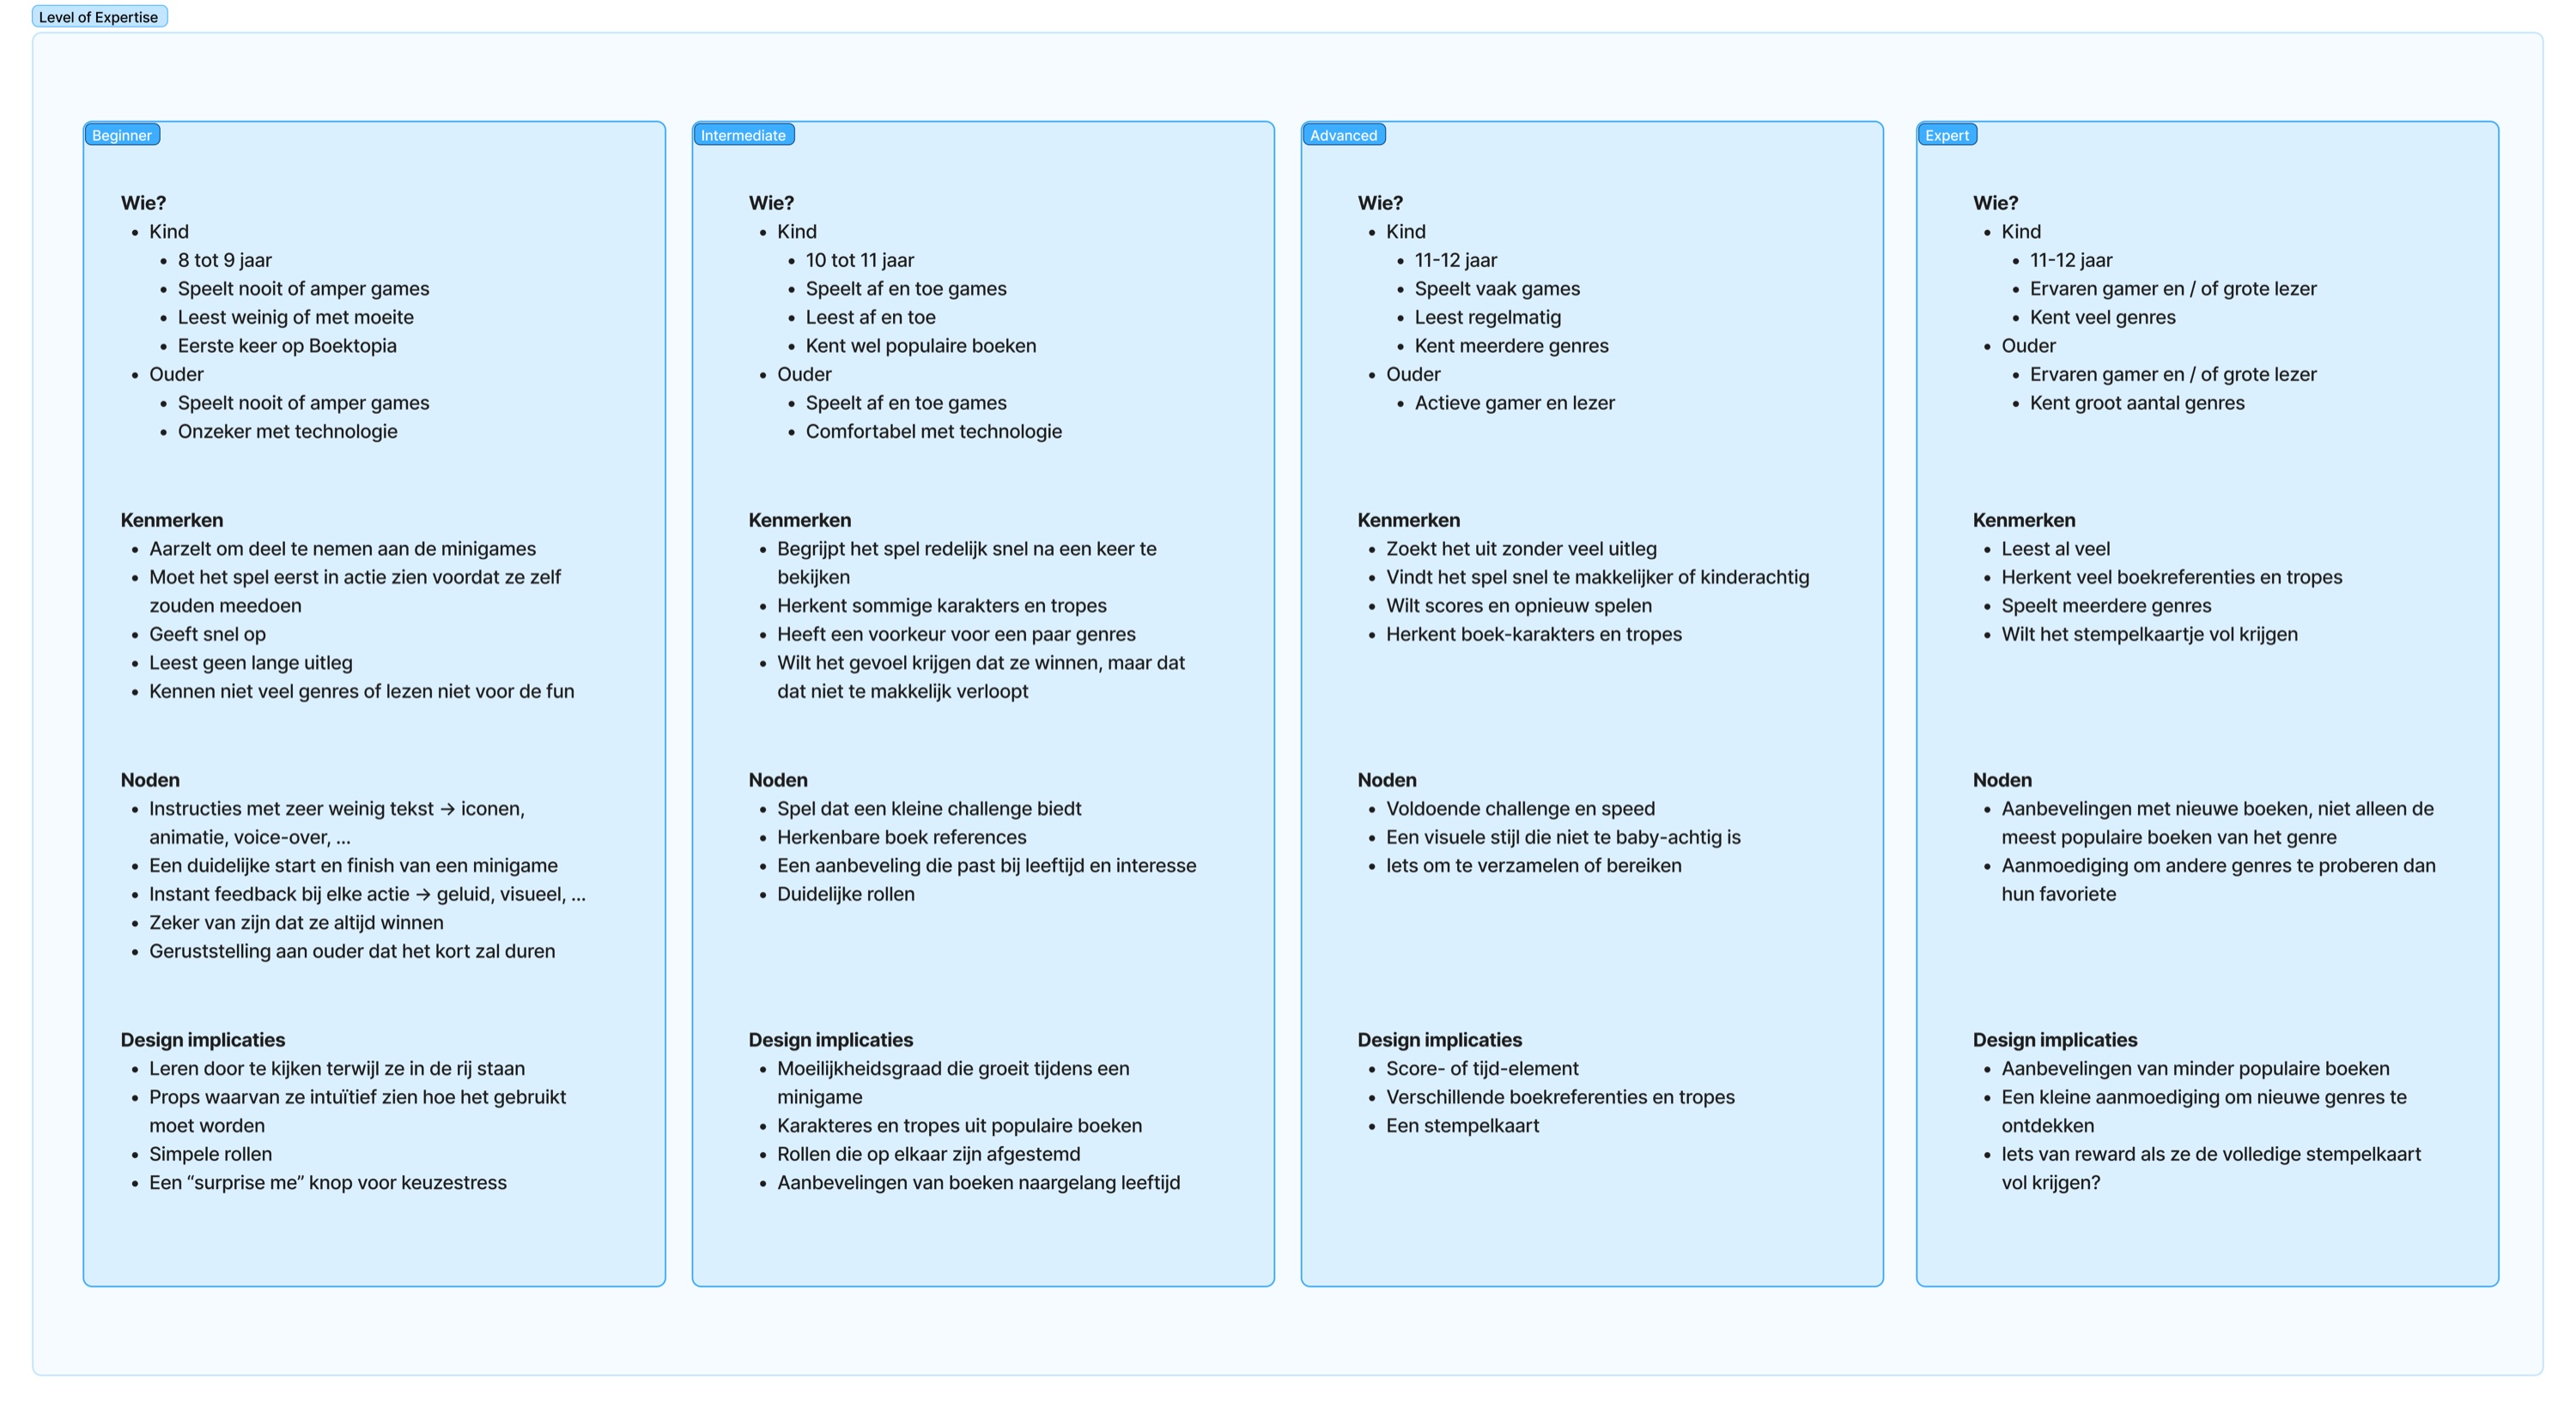 Level of Expertise
Beginner
Wie?
• Kind
• 8 tot 9 jaar
• Speelt nooit of amper games
• Leest weinig of met moeite
• Eerste keer op Boektopia
• Ouder
• Speelt nooit of amper games
• Onzeker met technologie
Kenmerken
• Aarzelt om deel te nemen aan de minigames
• Moet het spel eerst in actie zien voordat ze zelf
zouden meedoen
• Geeft snel op
• Leest geen lange uitleg
• Kennen niet veel genres of lezen niet voor de fun
Noden
• Instructies met zeer weinig tekst → iconen,
animatie, voice-over, ...
• Een duidelijke start en finish van een minigame
• Instant feedback bij elke actie → geluid, visueel, ...
• Zeker van zijn dat ze altijd winnen
• Geruststelling aan ouder dat het kort zal duren
Design implicaties
• Leren door te kijken terwijl ze in de rij staan
• Props waarvan ze intuïtief zien hoe het gebruikt
moet worden
• Simpele rollen
• Een “surprise me” knop voor keuzestress
Intermediate
Wie?
• Kind
• 10 tot 11 jaar
• Speelt af en toe games
• Leest af en toe
• Kent wel populaire boeken
• Ouder
• Speelt af en toe games
• Comfortabel met technologie
Kenmerken
• Begrijpt het spel redelijk snel na een keer te
bekijken
• Herkent sommige karakters en tropes
• Heeft een voorkeur voor een paar genres
• Wilt het gevoel krijgen dat ze winnen, maar dat
dat niet te makkelijk verloopt
Noden
• Spel dat een kleine challenge biedt
• Herkenbare boek references
• Een aanbeveling die past bij leeftijd en interesse
• Duidelijke rollen
Design implicaties
• Moeilijkheidsgraad die groeit tijdens een
minigame
• Karakteres en tropes uit populaire boeken
• Rollen die op elkaar zijn afgestemd
• Aanbevelingen van boeken naargelang leeftijd
Advanced
Wie?
• Kind
• 11-12 jaar
• Speelt vaak games
• Leest regelmatig
• Kent meerdere genres
• Ouder
• Actieve gamer en lezer
Kenmerken
• Zoekt het uit zonder veel uitleg
• Vindt het spel snel te makkelijker of kinderachtig
• Wilt scores en opnieuw spelen
• Herkent boek-karakters en tropes
Noden
• Voldoende challenge en speed
• Een visuele stijl die niet te baby-achtig is
• Iets om te verzamelen of bereiken
Design implicaties
• Score- of tijd-element
• Verschillende boekreferenties en tropes
• Een stempelkaart
Expert
Wie?
• Kind
• 11-12 jaar
• Ervaren gamer en / of grote lezer
• Kent veel genres
• Ouder
• Ervaren gamer en / of grote lezer
• Kent groot aantal genres
Kenmerken
• Leest al veel
• Herkent veel boekreferenties en tropes
• Speelt meerdere genres
• Wilt het stempelkaartje vol krijgen
Noden
• Aanbevelingen met nieuwe boeken, niet alleen de
meest populaire boeken van het genre
• Aanmoediging om andere genres te proberen dan
hun favoriete
Design implicaties
• Aanbevelingen van minder populaire boeken
• Een kleine aanmoediging om nieuwe genres te
ontdekken
• Iets van reward als ze de volledige stempelkaart
vol krijgen?